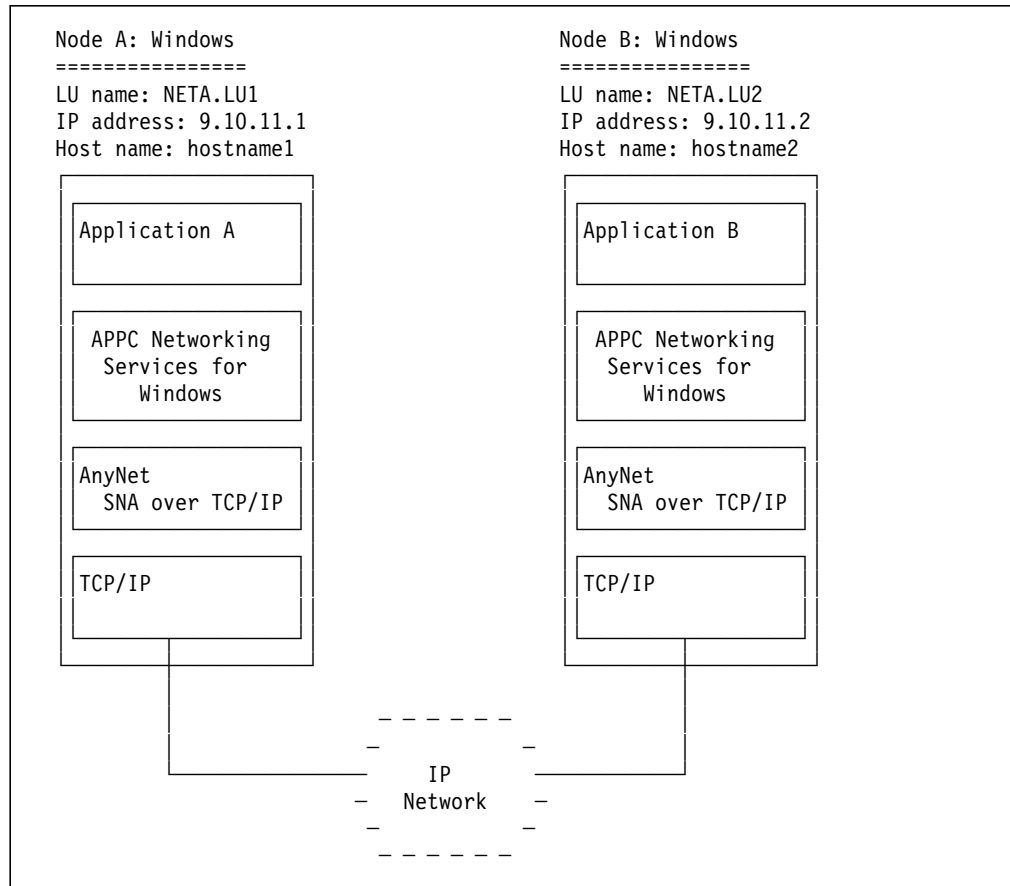 Node A: Windows
================
LU name: NETA.LU1
IP address: 9.10.11.1
Host name: hostname1
Application A
APPC Networking
Services for
Windows
AnyNet
SNA over TCP/IP
TCP/IP
Node B: Windows
================
LU name: NETA.LU2
IP address: 9.10.11.2
Host name: hostname2
Application B
APPC Networking
Services for
Windows
AnyNet
SNA over TCP/IP
TCP/IP
IP
Network